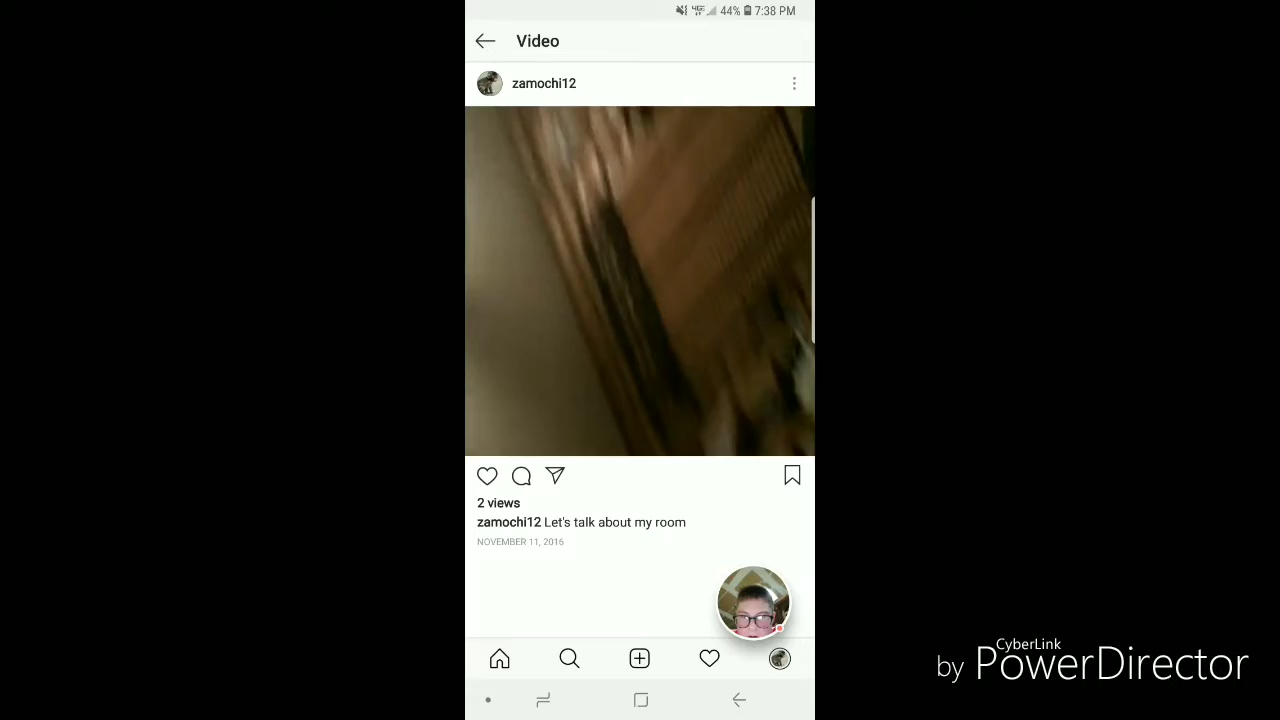 44% 7:38 PM
Video
zamochi12
2 views
zamochi12 Let's talk about my room
NOVEMBER 11, 2016
CyberLink
by PowerDirector